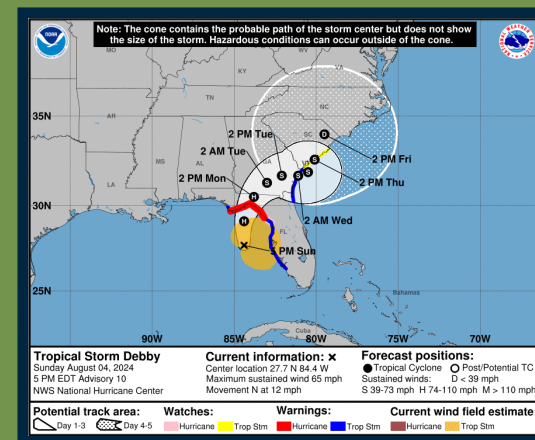 Note: The cone contains the probable path of the storm center but does not show
the size of the storm. Hazardous conditions can occur outside of the cone.
NOAA
MO
WV
VA
KY
35N
TN
NC
AR
SC
D
2 PM Tue
2 PM Fri
MS
AL
GA
2 AM Tue
S
S
S
S
S
2 PM Thu
LA
2 PM Mon
H
30N
2 AM Wed
H
FL
5 PM Sun
25N
Bahamas
Cuba
90W
85W
80W
75W
70W
Tropical Storm Debby
Sunday August 04, 2024
5 PM EDT Advisory 10
NWS National Hurricane Center
Current information: x
Center location 27.7 N 84.4 W
Maximum sustained wind 65 mph
Movement N at 12 mph
Forecast positions:
Tropical Cyclone Post/Potential TC
Sustained winds: D < 39 mph
S 39-73 mph H 74-110 mph M > 110 mph
Potential track area:
Day 1-3 Day 4-5
Watches:
Hurricane Trop Stm
Warnings:
Hurricane Trop Stm
Current wind field estimate
Hurricane Trop Stm